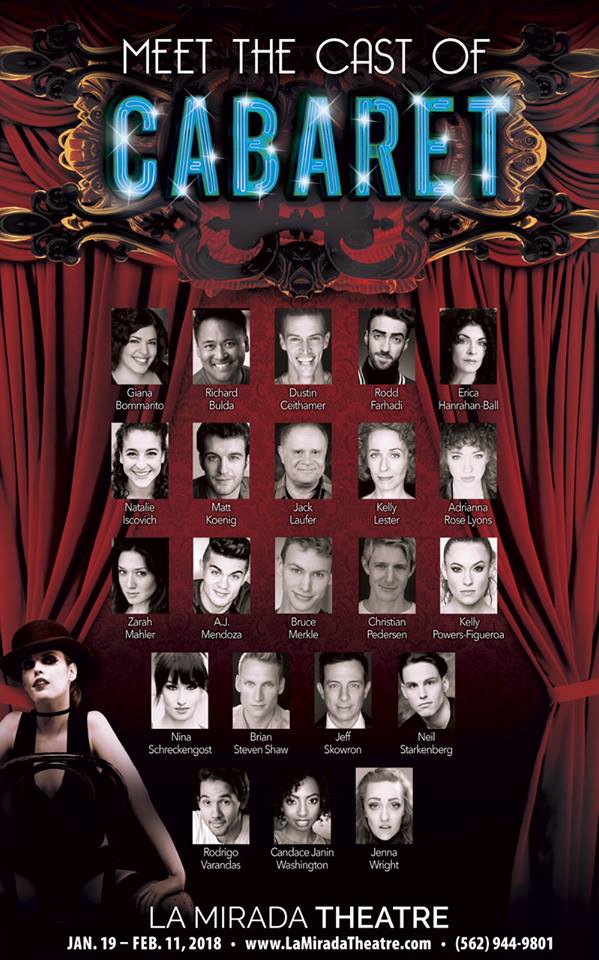 MEET THE CAST OF
CABARET
Giana
Bommarito
Richard
Bulda
Dustin
Ceithamer
Rodd
Farhadi
Erica
Hanrahan-Ball
Natalie
Iscovich
Matt
Koenig
Jack
Laufer
Kelly
Lester
Adrianna
Rose Lyons
Zarah
Mahler
A.J.
Mendoza
Bruce
Merkle
Christian
Pedersen
Kelly
Powers-Figueroa
Nina
Schreckengost
Brian
Steven Shaw
Jeff
Skowron
Neil
Starkenberg
Rodrigo
Varandas
Candace Janin
Washington
Jenna
Wright
LA MIRADA THEATRE
JAN. 19 – FEB. 11, 2018 • www.LaMiradaTheatre.com • (562) 944-9801